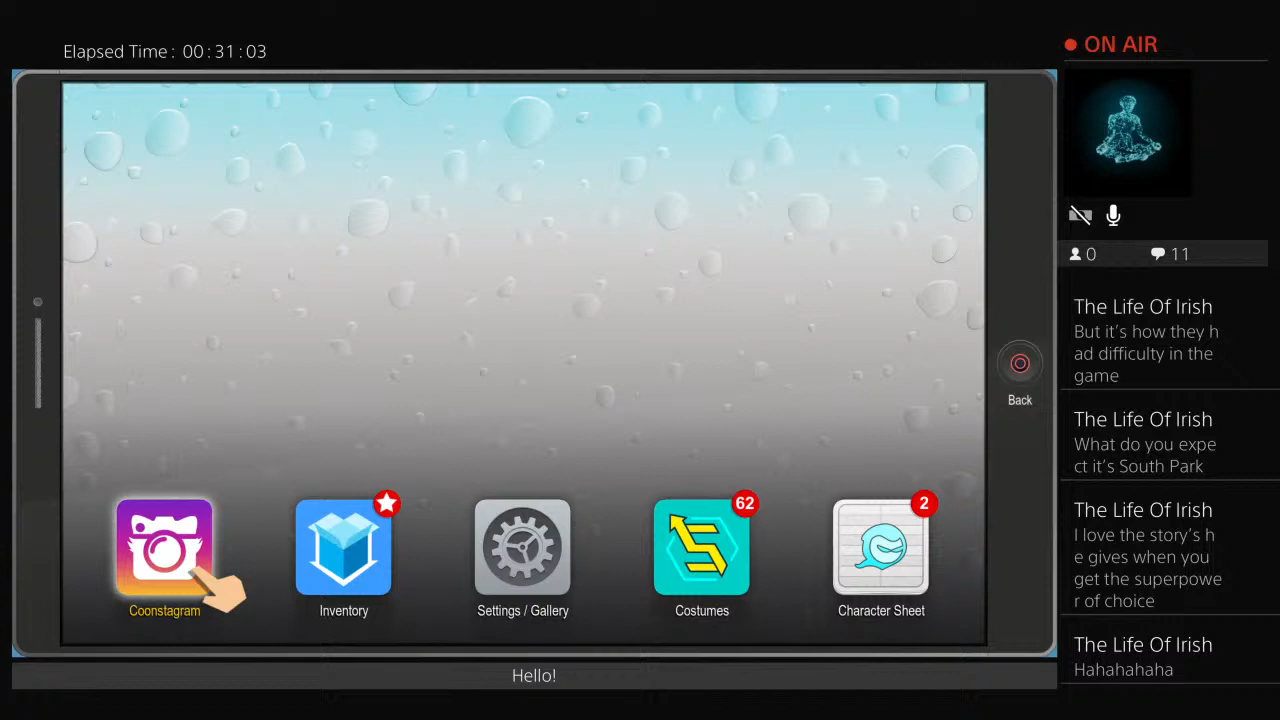 Elapsed Time : 00:31:03
ON AIR
0
11
The Life Of Irish
But it's how they h
ad difficulty in the
game
The Life Of Irish
What do you expe
ct it's South Park
The Life Of Irish
I love the story's h
e gives when you
get the superpowe
r of choice
The Life Of Irish
Hahahahaha
Back
62
2
Coonstagram
Inventory
Settings / Gallery
Costumes
Character Sheet
Hello!